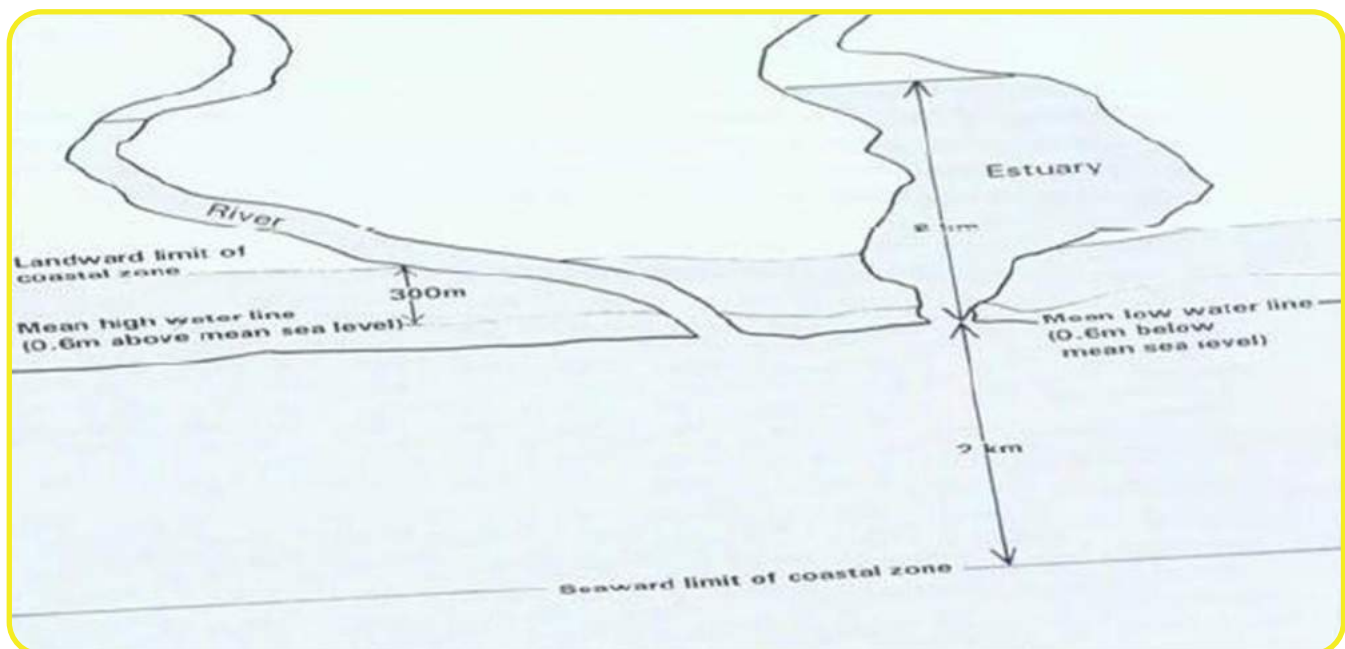 Estuary
River
Landward limit of
coastal zone
300m
Mean high water line
(0.6m above mean sea level)
Mean low water line
(0.6m below
mean sea level)
2 km
Seaward limit of coastal zone